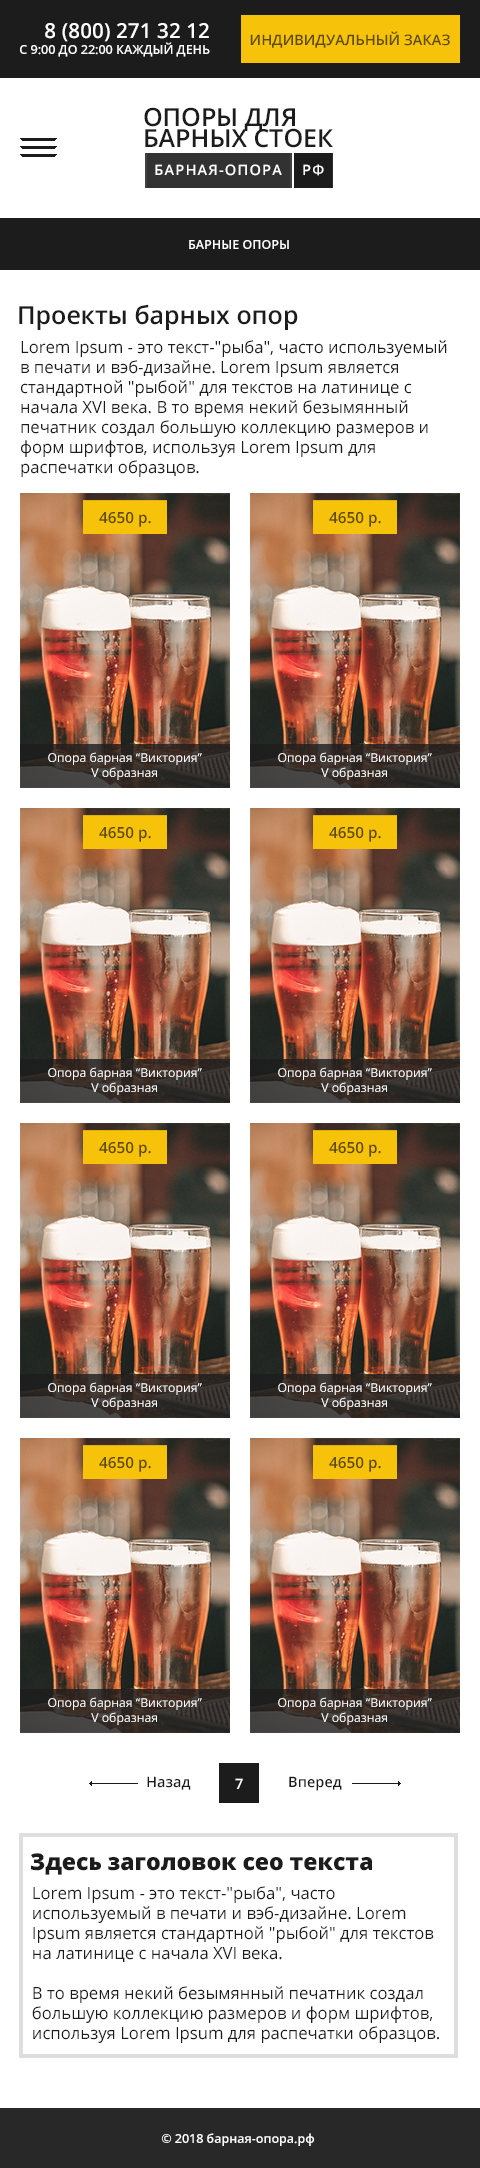 8 (800) 271 32 12
С 9:00 ДО 22:00 КАЖДЫЙ ДЕНЬ
ИНДИВИДУАЛЬНЫЙ ЗАКАЗ
ОПОРЫ ДЛЯ
БАРНЫХ СТОЕК
БАРНАЯ-ОПОРА РФ
БАРНЫЕ ОПОРЫ
Проекты барных опор
Lorem Ipsum - это текст-"рыба", часто используемый
в печати и вэб-дизайне. Lorem Ipsum является
стандартной "рыбой" для текстов на латинице с
начала XVI века. В то время некий безымянный
печатник создал большую коллекцию размеров и
форм шрифтов, используя Lorem Ipsum для
распечатки образцов.
4650 р.
Опора барная “Виктория”
V образная
4650 р.
Опора барная “Виктория”
V образная
4650 р.
Опора барная “Виктория”
V образная
4650 р.
Опора барная “Виктория”
V образная
4650 р.
Опора барная “Виктория”
V образная
4650 р.
Опора барная “Виктория”
V образная
4650 р.
Опора барная “Виктория”
V образная
4650 р.
Опора барная “Виктория”
V образная
Назад 7 Вперед
Здесь заголовок сео текста
Lorem Ipsum - это текст-"рыба", часто
используемый в печати и вэб-дизайне. Lorem
Ipsum является стандартной "рыбой" для текстов
на латинице с начала XVI века.
В то время некий безымянный печатник создал
большую коллекцию размеров и форм шрифтов,
используя Lorem Ipsum для распечатки образцов.
© 2018 барная-опора.рф